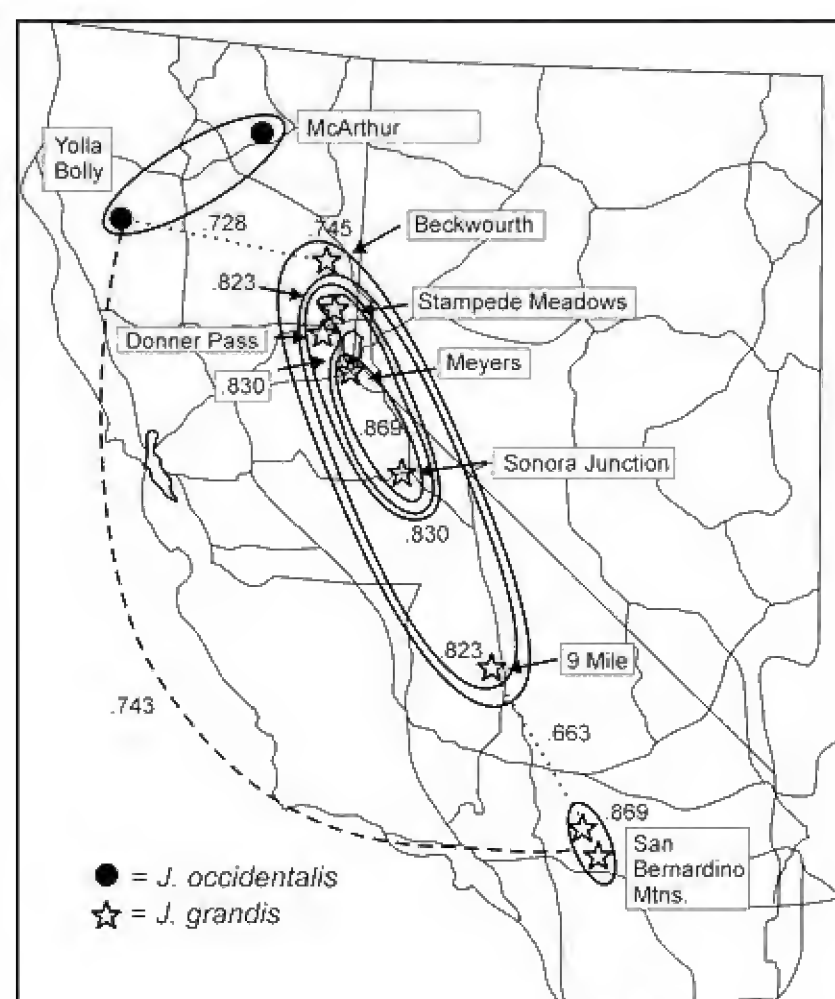 McArthur
Yolla
Bolly
.728
.745
Beckwourth
.823
Stampede Meadows
Donner Pass
Meyers
.830
.869
Sonora Junction
.830
.823
9 Mile
.743
.663
.869
San
Bernardino
Mtns.
= J. occidentalis
= J. grandis